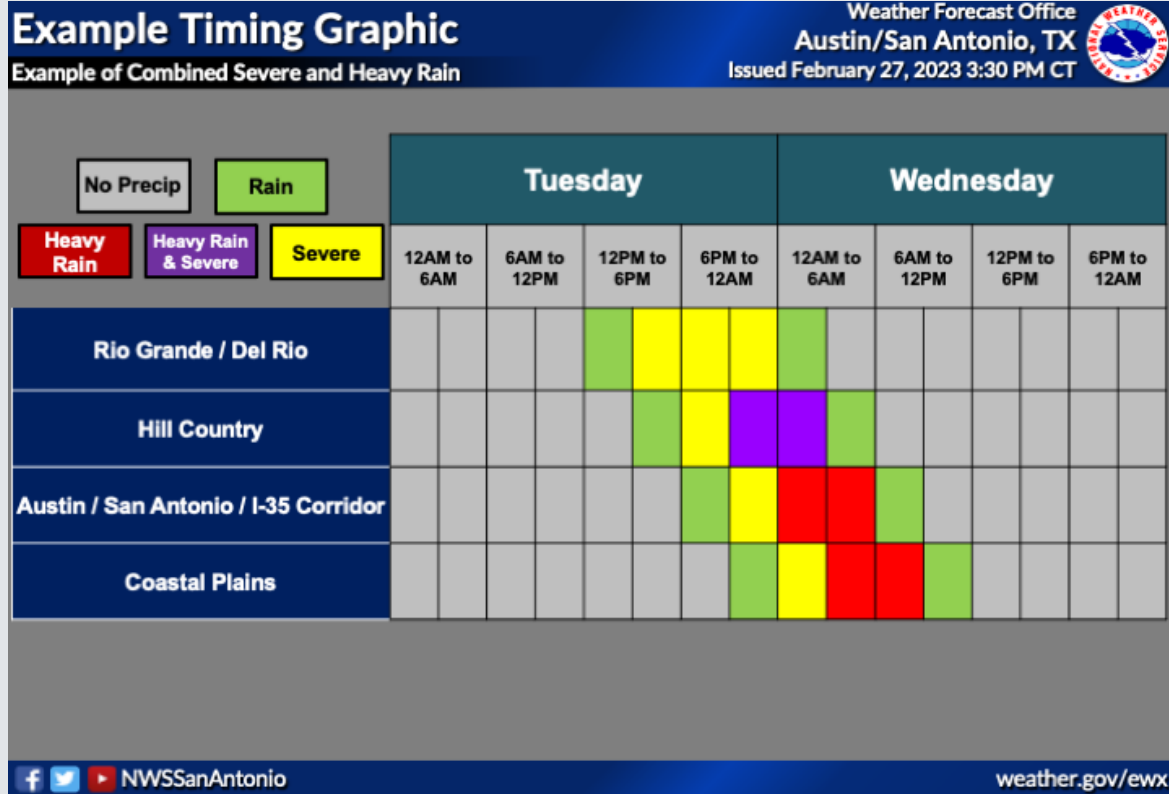 Example Timing Graphic
Example of Combined Severe and Heavy Rain
Weather Forecast Office
Austin/San Antonio, TX
Issued February 27, 2023 3:30 PM CT
NATIONAL WEATHER SERVICE
No Precip
Rain
Heavy
Rain
Heavy Rain
& Severe
Severe
Tuesday
Wednesday
12AM to
6AM
6AM to
12PM
12PM to
6PM
6PM to
12AM
12AM to
6AM
6AM to
12PM
12PM to
6PM
6PM to
12AM
Rio Grande / Del Rio
Hill Country
Austin / San Antonio / I-35 Corridor
Coastal Plains
NWSSanAntonio
weather.gov/ewx